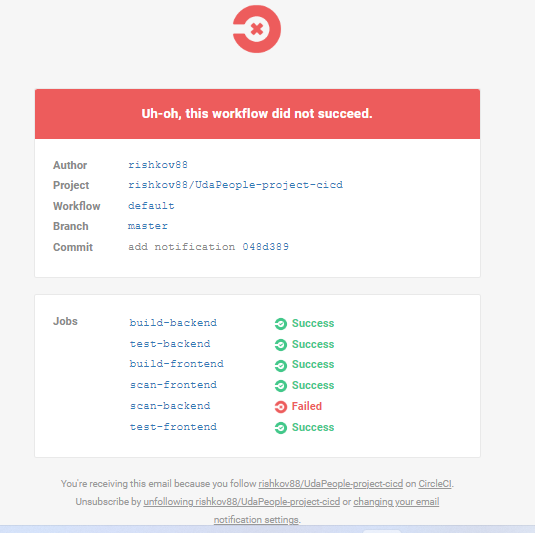 Uh-oh, this workflow did not succeed.
Author rishkov88
Project rishkov88/UdaPeople-project-cicd
Workflow default
Branch master
Commit add notification 048d389
Jobs build-backend Success
test-backend Success
build-frontend Success
scan-frontend Success
scan-backend Failed
test-frontend Success
You're receiving this email because you follow rishkov88/UdaPeople-project-cicd on CircleCI.
Unsubscribe by unfollowing rishkov88/UdaPeople-project-cicd or changing your email
notification settings.